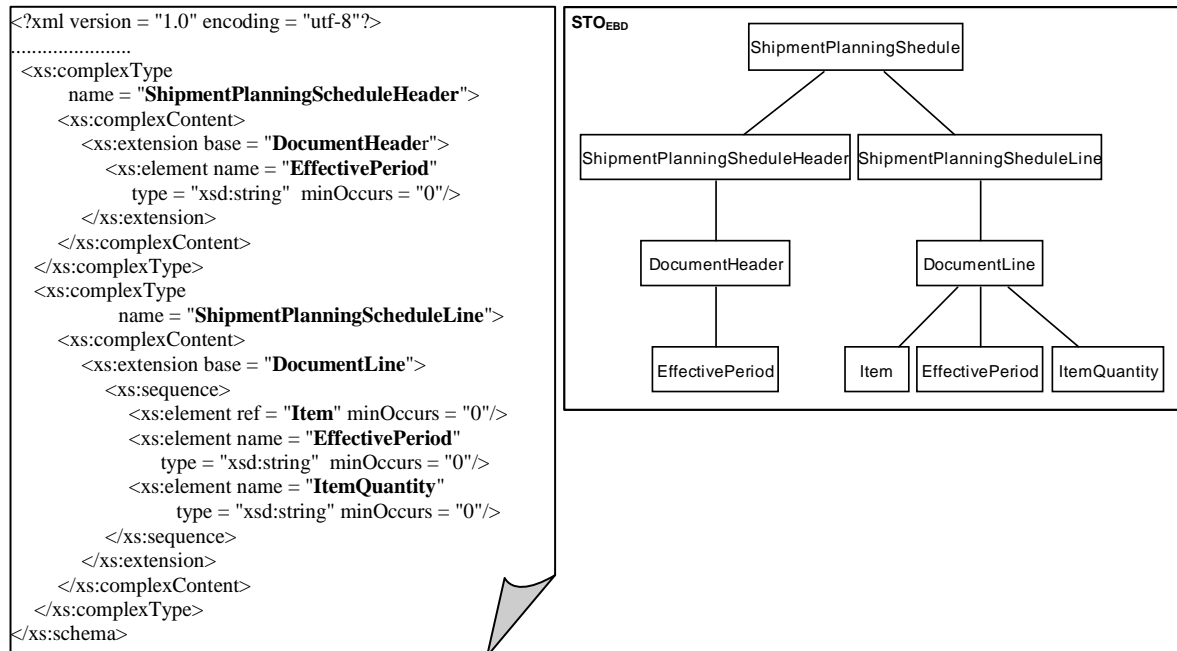 <?xml version = "1.0" encoding = "utf-8"?>
.......................
<xs:complexType
name = "ShipmentPlanningScheduleHeader">
<xs:complexContent>
<xs:extension base = "DocumentHeader">
<xs:element name = "EffectivePeriod"
type = "xsd:string" minOccurs = "0"/>
</xs:extension>
</xs:complexContent>
</xs:complexType>
<xs:complexType
name = "ShipmentPlanningScheduleLine">
<xs:complexContent>
<xs:extension base = "DocumentLine">
<xs:sequence>
<xs:element ref = "Item" minOccurs = "0"/>
<xs:element name = "EffectivePeriod"
type = "xsd:string" minOccurs = "0"/>
<xs:element name = "ItemQuantity"
type = "xsd:string" minOccurs = "0"/>
</xs:sequence>
</xs:extension>
</xs:complexContent>
</xs:complexType>
</xs:schema>
STOEBD
ShipmentPlanningShedule
ShipmentPlanningSheduleHeader ShipmentPlanningSheduleLine
DocumentHeader DocumentLine
EffectivePeriod Item EffectivePeriod ItemQuantity